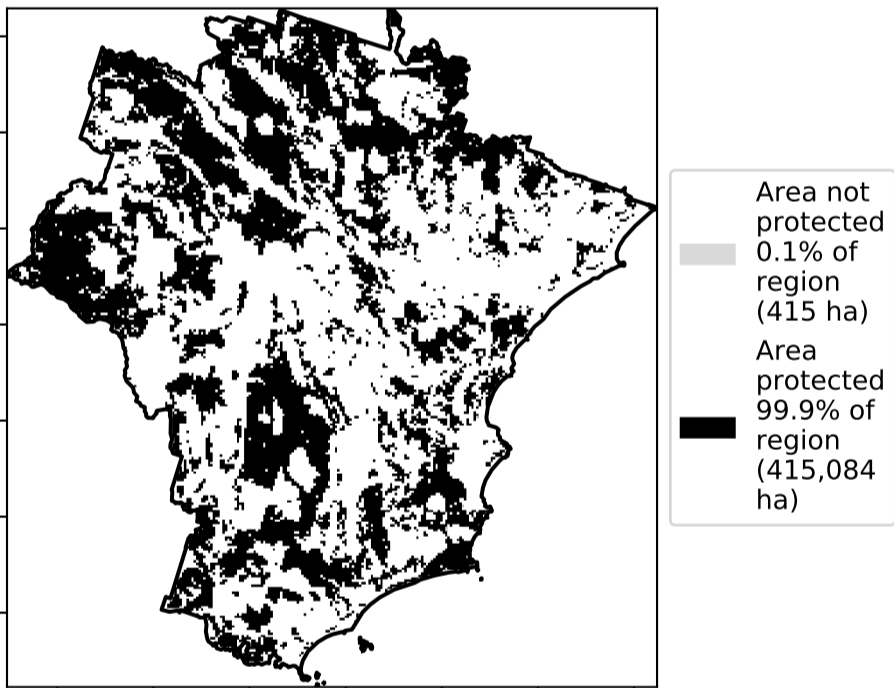 Area not
protected
0.1% of
region
(415 ha)
Area
protected
99.9% of
region
(415,084
ha)